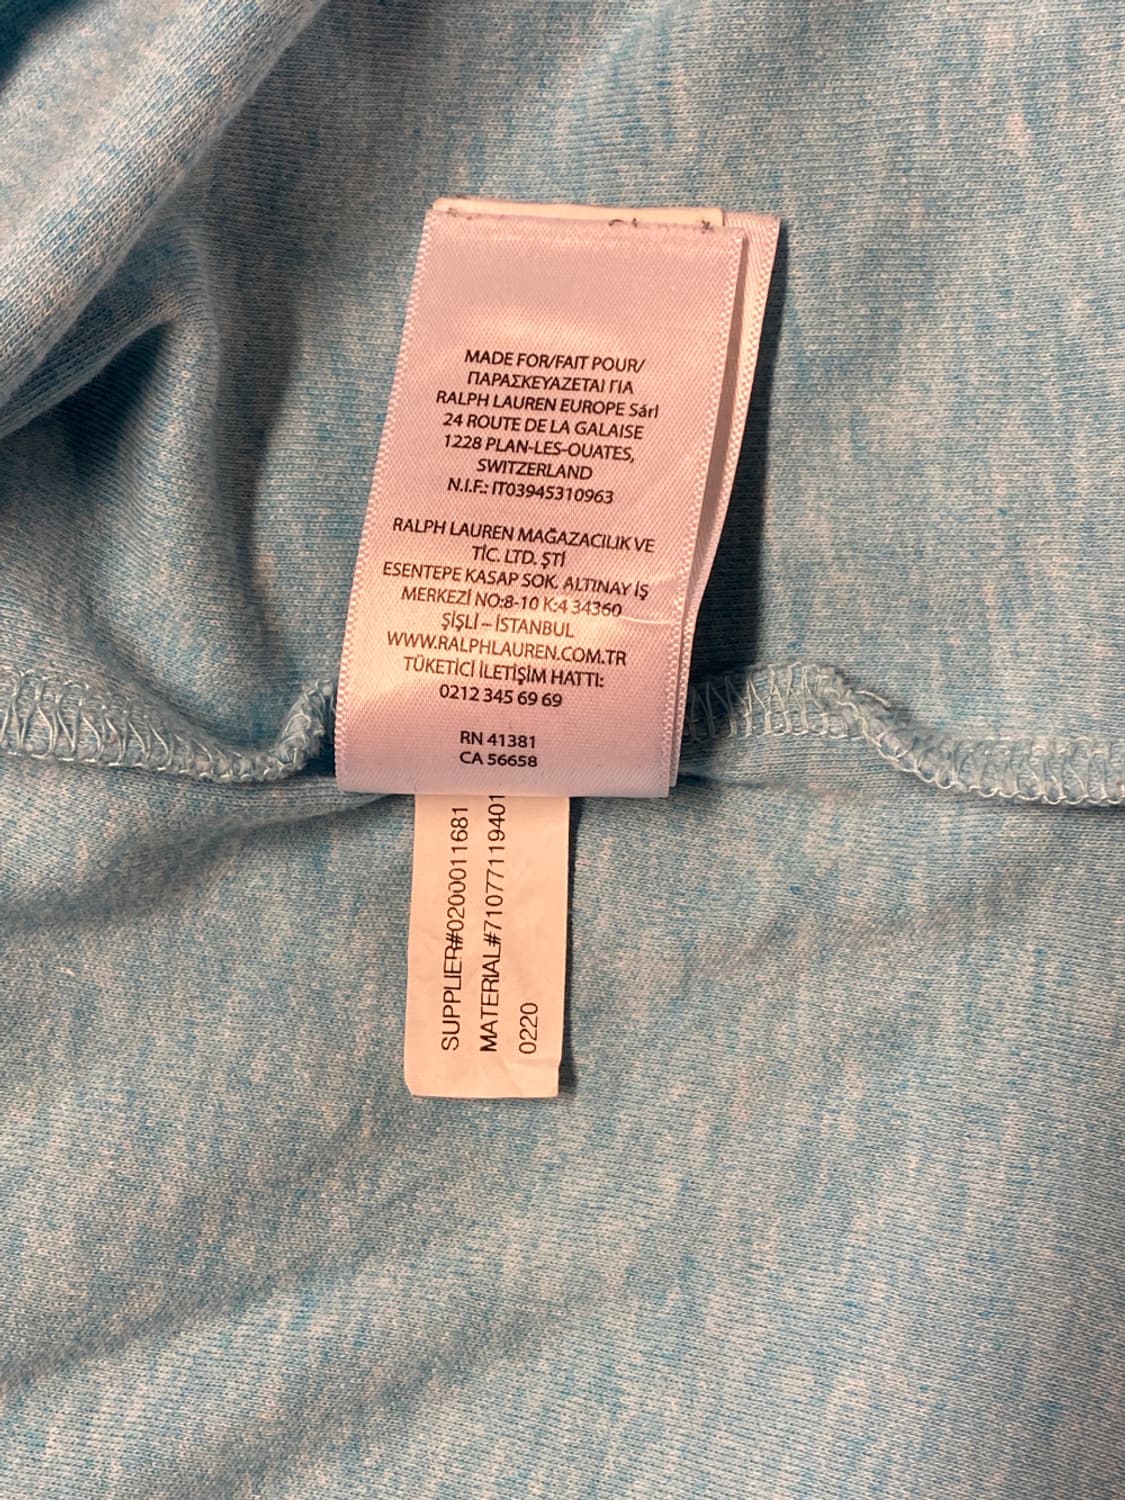 MADE FOR/FAIT POUR/
ΠΑΡΑΣΚΕΥΑΖΕΤΑΙ ΓΙΑ
RALPH LAUREN EUROPE Sárl
24 ROUTE DE LA GALAISE
1228 PLAN-LES-OUATES,
SWITZERLAND
N.I.F.: IT03945310963
RALPH LAUREN MAĞAZACILIK VE
TİC. LTD. ŞTİ
ESENTEPE KASAP SOK. ALTINAY İŞ
MERKEZİ NO:8-10 K:4 34360
ŞİŞLİ – İSTANBUL
WWW.RALPHLAUREN.COM.TR
TÜKETİCİ İLETİŞİM HATTI:
0212 345 69 69
RN 41381
CA 56658
SUPPLIER#0200011681
MATERIAL#71077119401
0220